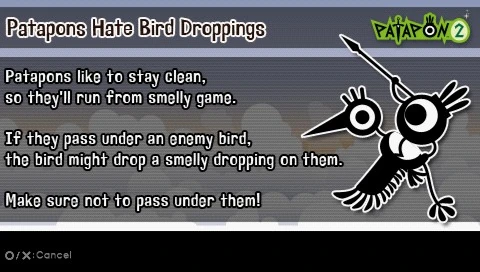 Patapons Hate Bird Droppings
PATAPON 2
Patapons like to stay clean,
so they'll run from smelly game.
If they pass under an enemy bird,
the bird might drop a smelly dropping on them.
Make sure not to pass under them!
O/X:Cancel